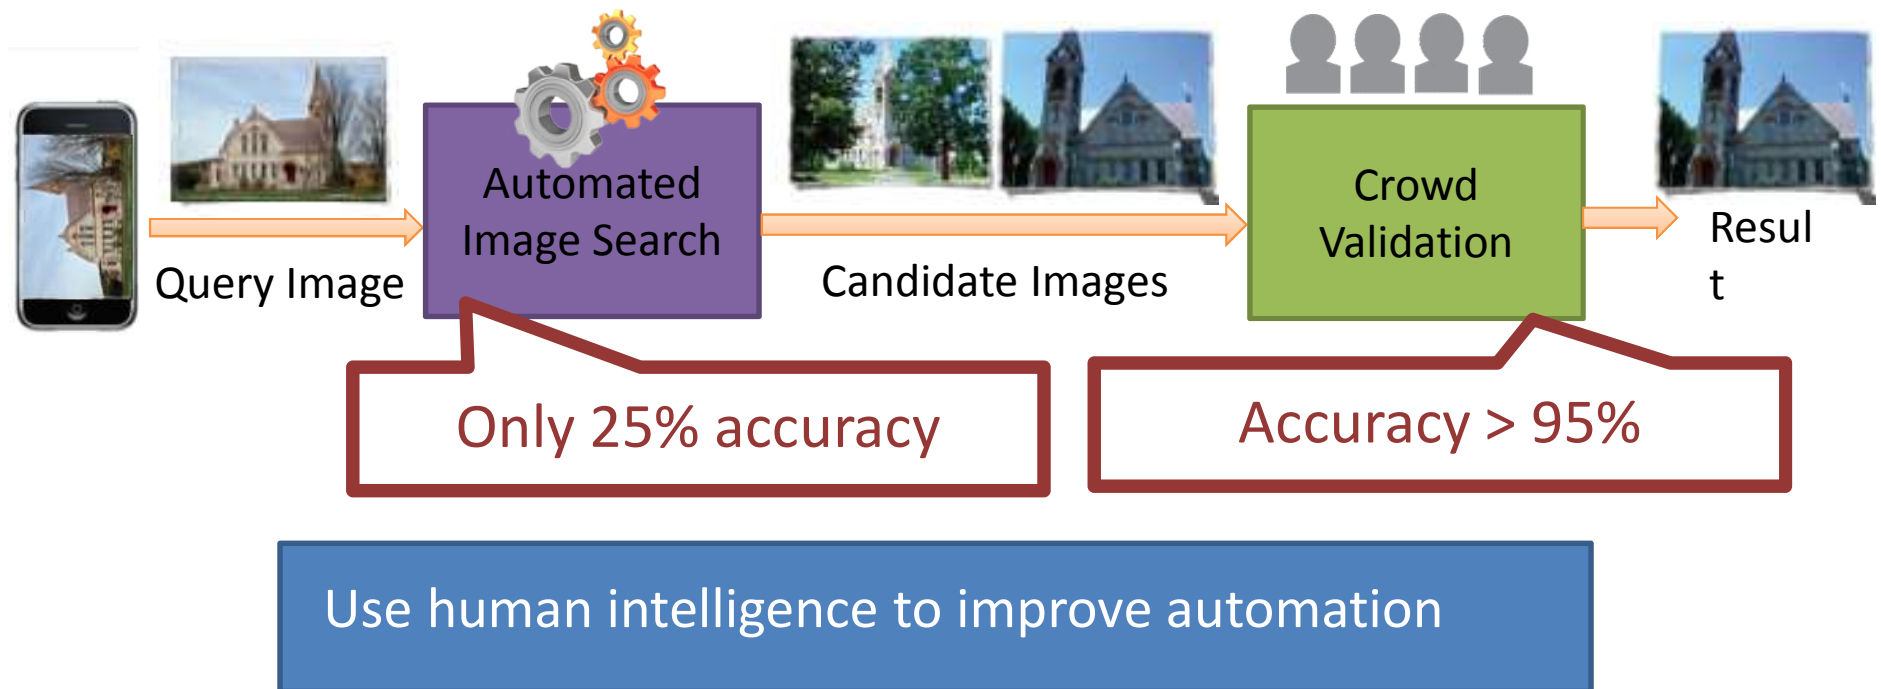 Query Image
Automated
Image Search
Candidate Images
Crowd
Validation
Resul
t
Only 25% accuracy
Accuracy > 95%
Use human intelligence to improve automation